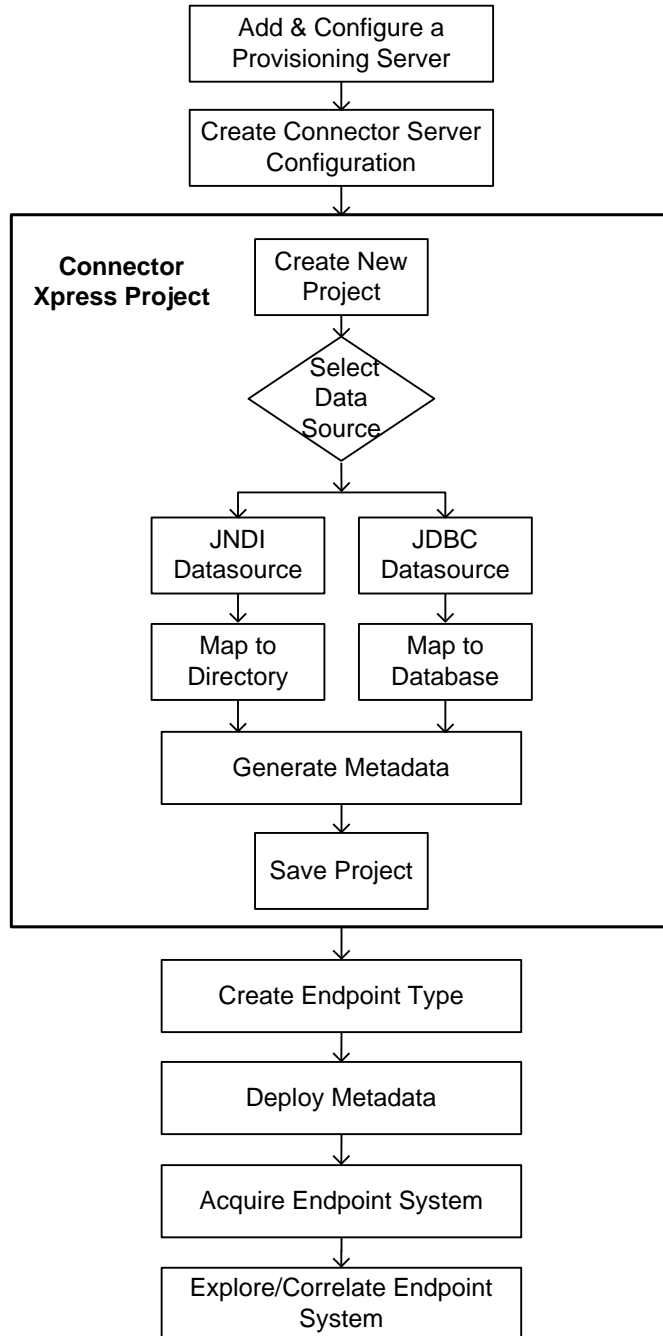 Add & Configure a
Provisioning Server
Create Connector Server
Configuration
Connector
Xpress Project
Create New
Project
Select
Data
Source
JNDI
Datasource
JDBC
Datasource
Map to
Directory
Map to
Database
Generate Metadata
Save Project
Create Endpoint Type
Deploy Metadata
Acquire Endpoint System
Explore/Correlate Endpoint
System